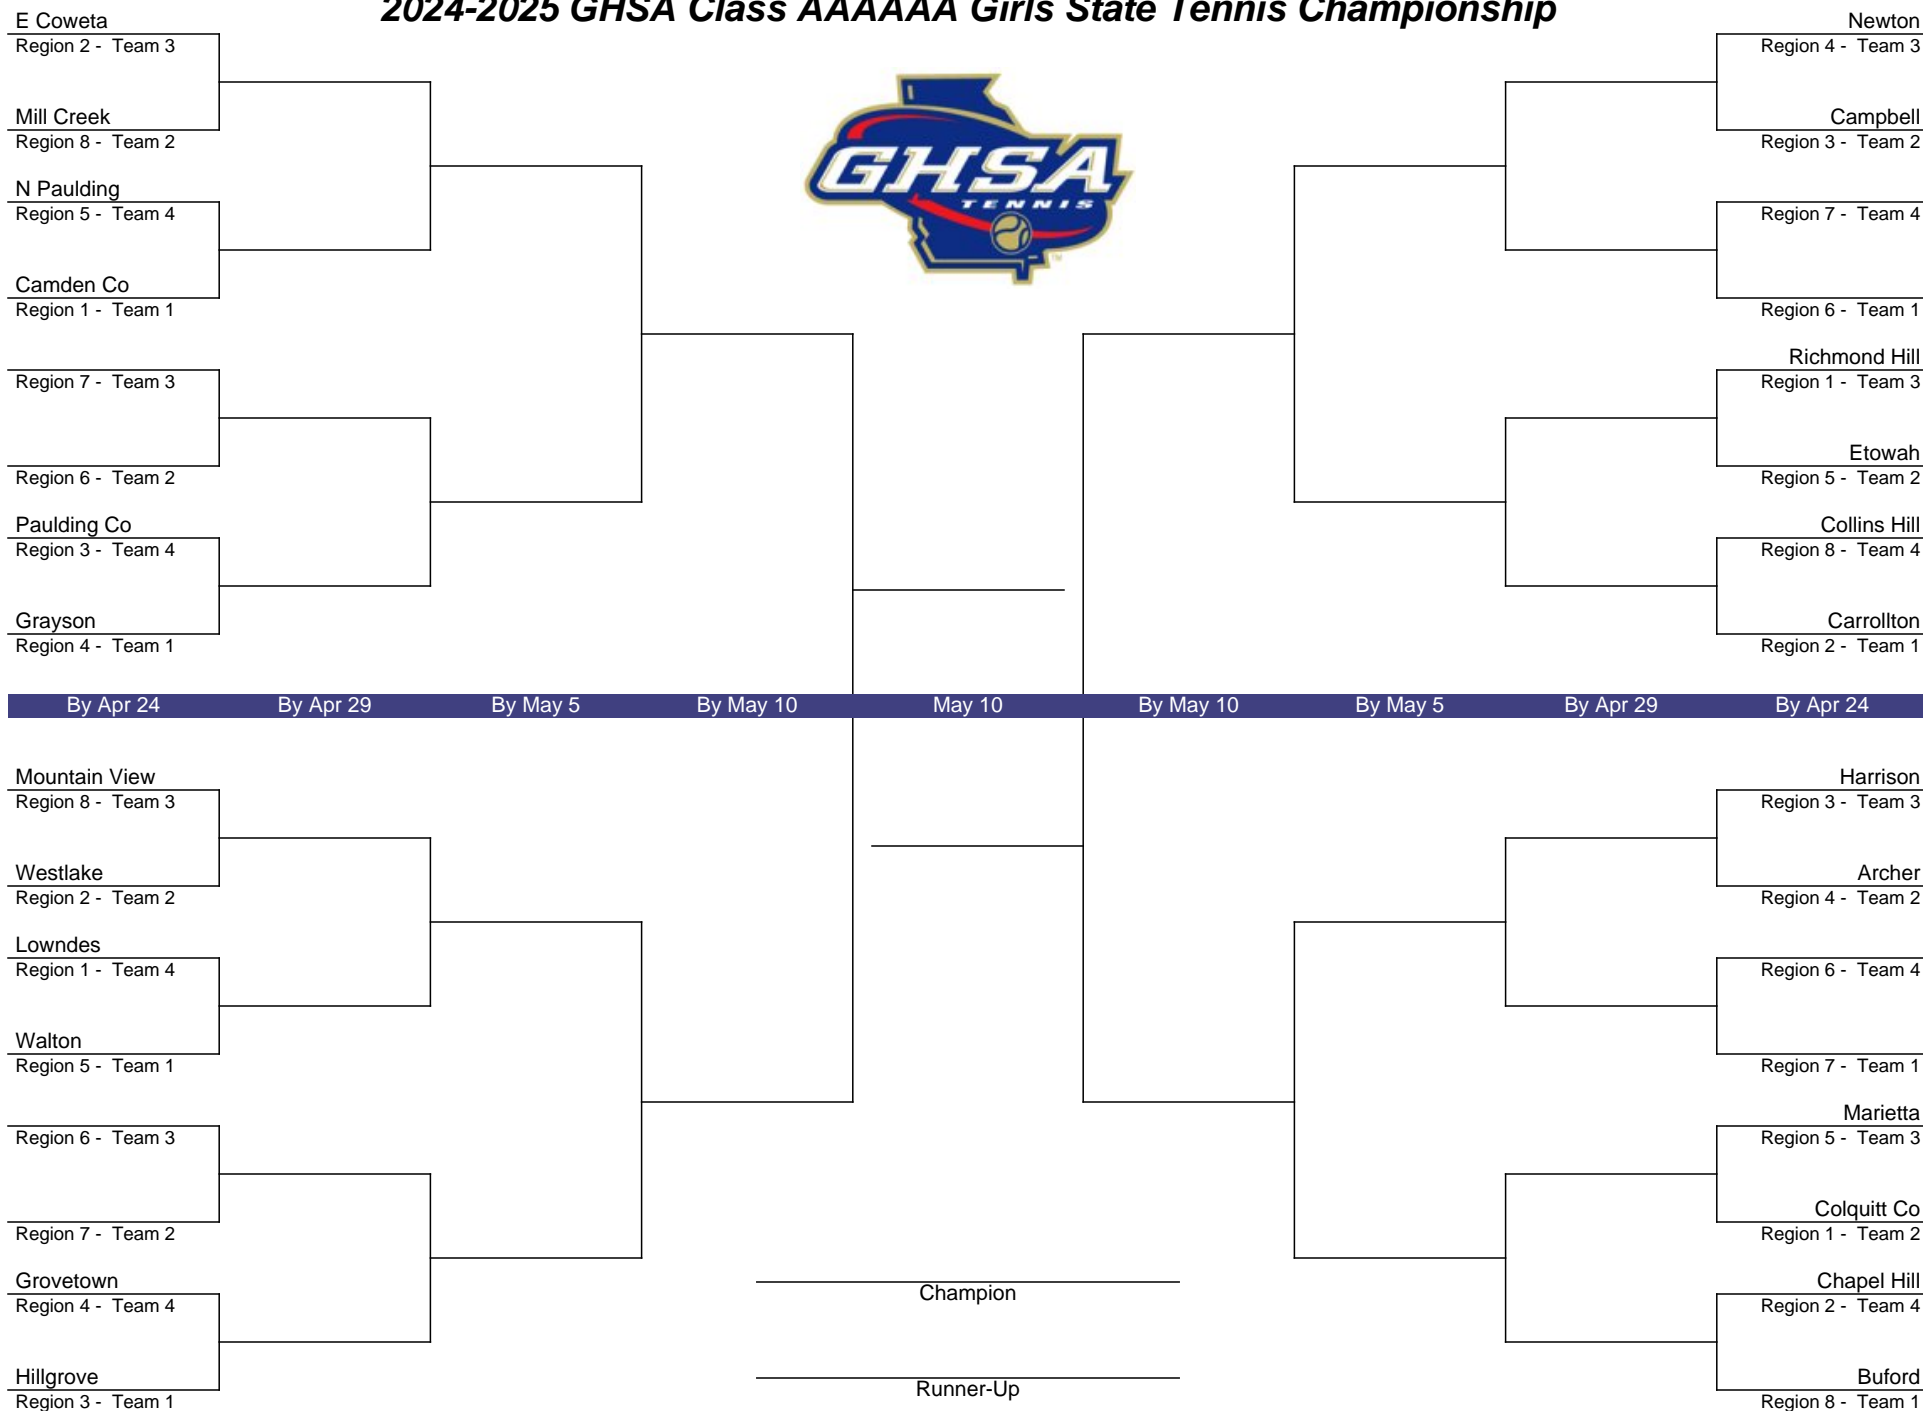 2024-2025 GHSA Class AAAAAA Girls State Tennis Championship
E Coweta
Region 2 - Team 3
Mill Creek
Region 8 - Team 2
N Paulding
Region 5 - Team 4
Camden Co
Region 1 - Team 1
Region 7 - Team 3
Region 6 - Team 2
Paulding Co
Region 3 - Team 4
Grayson
Region 4 - Team 1
GHSA
TENNIS
TM
Newton
Region 4 - Team 3
Campbell
Region 3 - Team 2
Region 7 - Team 4
Region 6 - Team 1
Richmond Hill
Region 1 - Team 3
Etowah
Region 5 - Team 2
Collins Hill
Region 8 - Team 4
Carrollton
Region 2 - Team 1
By Apr 24 By Apr 29 By May 5 By May 10 May 10 By May 10 By May 5 By Apr 29 By Apr 24
Mountain View
Region 8 - Team 3
Westlake
Region 2 - Team 2
Lowndes
Region 1 - Team 4
Walton
Region 5 - Team 1
Region 6 - Team 3
Region 7 - Team 2
Grovetown
Region 4 - Team 4
Hillgrove
Region 3 - Team 1
Champion
Runner-Up
Harrison
Region 3 - Team 3
Archer
Region 4 - Team 2
Region 6 - Team 4
Region 7 - Team 1
Marietta
Region 5 - Team 3
Colquitt Co
Region 1 - Team 2
Chapel Hill
Region 2 - Team 4
Buford
Region 8 - Team 1